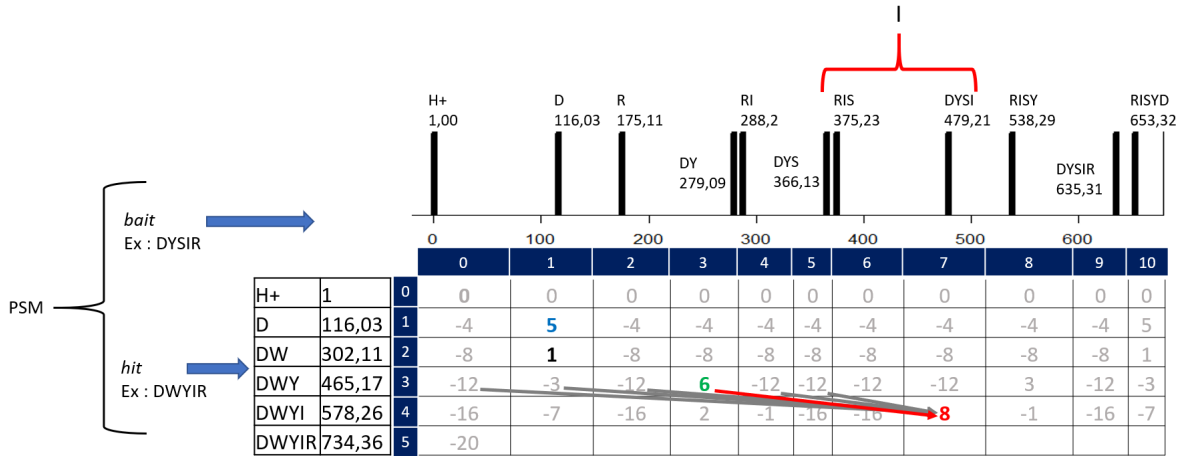 I
H+ D R RI RIS DYSI RISY RISYD
1,00 116,03 175,11 288,2 375,23 479,21 538,29 653,32
DY DYS DYSIR
279,09 366,13 635,31
bait
Ex : DYSIR
0 100 200 300 400 500 600
0 1 2 3 4 5 6 7 8 9 10
PSM
H+ 1 0 0 0 0 0 0 0 0 0 0 0 0
D 116,03 1 -4 5 -4 -4 -4 -4 -4 -4 -4 -4 5
DW 302,11 2 -8 1 -8 -8 -8 -8 -8 -8 -8 -8 1
hit
Ex : DWYIR
DWY 465,17 3 -12 -3 -12 6 -12 -12 -12 -12 3 -12 -3
DWYI 578,26 4 -16 -7 -16 2 -1 -16 -16 8 -1 -16 -7
DWYIR 734,36 5 -20